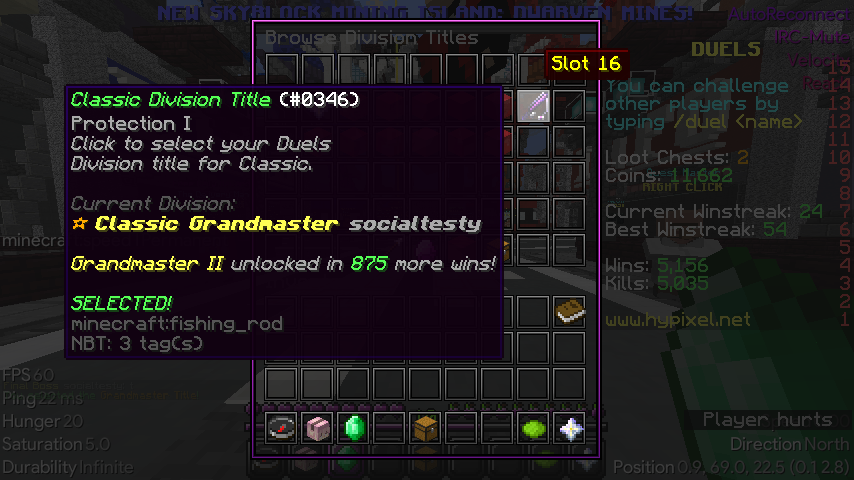 NEW SKYBLOCK MINING ISLAND: DWARVEN MINES!
AutoReconnect
IRC-Mute
Browse Division Titles
Slot 16
Classic Division Title (#0346)
Protection I
Click to select your Duels
Division title for Classic.
Current Division:
☆ Classic Grandmaster socialtesty
Grandmaster II unlocked in 875 more wins!
SELECTED!
minecraft:fishing_rod
NBT: 3 tag(s)
DUELS
15
You can challenge 14
other players by 13
typing /duel <name> 12
11
Loot Chests: 2 10
Coins: 11,662 9
RIGHT CLICK
8
Current Winstreak: 24 7
Best Winstreak: 54 6
5
Wins: 5,156 4
Kills: 5,035 3
2
www.hypixel.net 1
minecra
FPS 60
Ping 22 ms
Hunger 20
Saturation 5.0
Durability Infinite
Player hurts
Direction North
Position 0.9, 69.0, 22.5 (0.1 2.8)